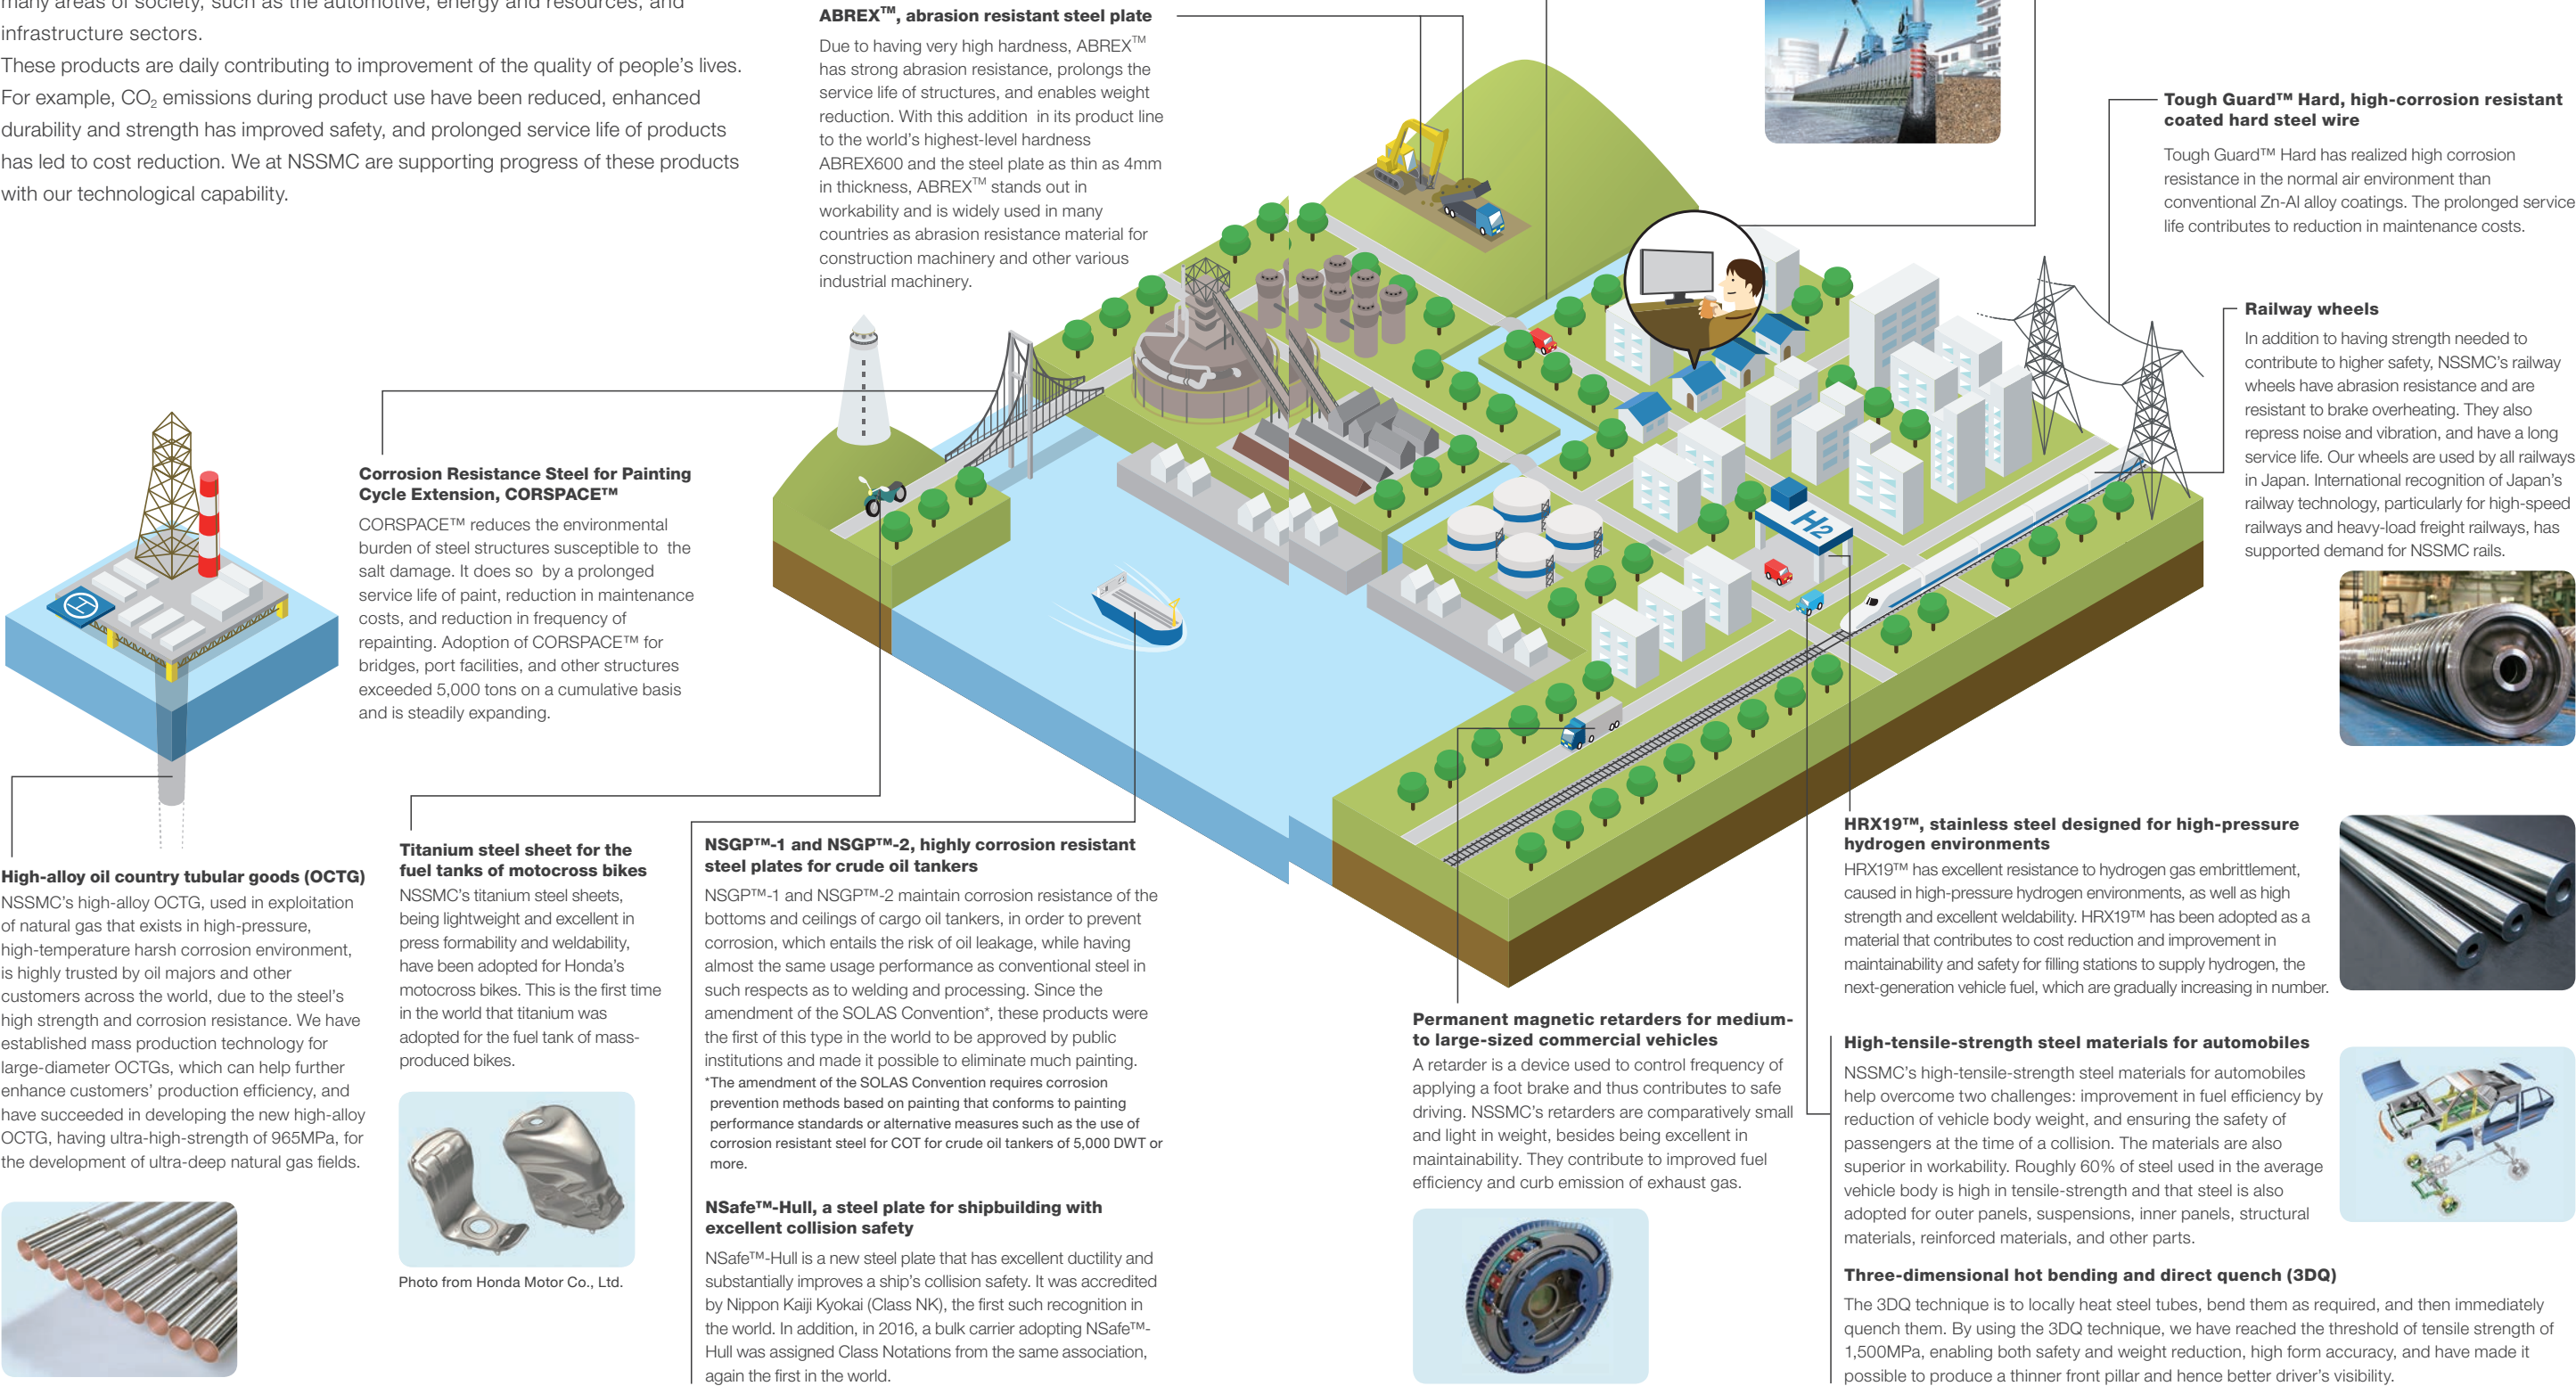 many areas of society, such as the automotive, energy and resources, and
infrastructure sectors.
These products are daily contributing to improvement of the quality of people's lives.
For example, CO₂ emissions during product use have been reduced, enhanced
durability and strength has improved safety, and prolonged service life of products
has led to cost reduction. We at NSSMC are supporting progress of these products
with our technological capability.
ABREX™, abrasion resistant steel plate
Due to having very high hardness, ABREX™
has strong abrasion resistance, prolongs the
service life of structures, and enables weight
reduction. With this addition in its product line
to the world's highest-level hardness
ABREX600 and the steel plate as thin as 4mm
in thickness, ABREX™ stands out in
workability and is widely used in many
countries as abrasion resistance material for
construction machinery and other various
industrial machinery.
Tough Guard™ Hard, high-corrosion resistant
coated hard steel wire
Tough Guard™ Hard has realized high corrosion
resistance in the normal air environment than
conventional Zn-Al alloy coatings. The prolonged service
life contributes to reduction in maintenance costs.
Railway wheels
In addition to having strength needed to
contribute to higher safety, NSSMC's railway
wheels have abrasion resistance and are
resistant to brake overheating. They also
repress noise and vibration, and have a long
service life. Our wheels are used by all railways
in Japan. International recognition of Japan's
railway technology, particularly for high-speed
railways and heavy-load freight railways, has
supported demand for NSSMC rails.
Corrosion Resistance Steel for Painting
Cycle Extension, CORSPACE™
CORSPACE™ reduces the environmental
burden of steel structures susceptible to the
salt damage. It does so by a prolonged
service life of paint, reduction in maintenance
costs, and reduction in frequency of
repainting. Adoption of CORSPACE™ for
bridges, port facilities, and other structures
exceeded 5,000 tons on a cumulative basis
and is steadily expanding.
H2
High-alloy oil country tubular goods (OCTG)
NSSMC's high-alloy OCTG, used in exploitation
of natural gas that exists in high-pressure,
high-temperature harsh corrosion environment,
is highly trusted by oil majors and other
customers across the world, due to the steel's
high strength and corrosion resistance. We have
established mass production technology for
large-diameter OCTGs, which can help further
enhance customers' production efficiency, and
have succeeded in developing the new high-alloy
OCTG, having ultra-high-strength of 965MPa, for
the development of ultra-deep natural gas fields.
Titanium steel sheet for the
fuel tanks of motocross bikes
NSSMC's titanium steel sheets,
being lightweight and excellent in
press formability and weldability,
have been adopted for Honda's
motocross bikes. This is the first time
in the world that titanium was
adopted for the fuel tank of mass-
produced bikes.
Photo from Honda Motor Co., Ltd.
NSGP™-1 and NSGP™-2, highly corrosion resistant
steel plates for crude oil tankers
NSGP™-1 and NSGP™-2 maintain corrosion resistance of the
bottoms and ceilings of cargo oil tankers, in order to prevent
corrosion, which entails the risk of oil leakage, while having
almost the same usage performance as conventional steel in
such respects as to welding and processing. Since the
amendment of the SOLAS Convention*, these products were
the first of this type in the world to be approved by public
institutions and made it possible to eliminate much painting.
*The amendment of the SOLAS Convention requires corrosion
prevention methods based on painting that conforms to painting
performance standards or alternative measures such as the use of
corrosion resistant steel for COT for crude oil tankers of 5,000 DWT or
more.
NSafe™-Hull, a steel plate for shipbuilding with
excellent collision safety
NSafe™-Hull is a new steel plate that has excellent ductility and
substantially improves a ship's collision safety. It was accredited
by Nippon Kaiji Kyokai (Class NK), the first such recognition in
the world. In addition, in 2016, a bulk carrier adopting NSafe™-
Hull was assigned Class Notations from the same association,
again the first in the world.
Permanent magnetic retarders for medium-
to large-sized commercial vehicles
A retarder is a device used to control frequency of
applying a foot brake and thus contributes to safe
driving. NSSMC's retarders are comparatively small
and light in weight, besides being excellent in
maintainability. They contribute to improved fuel
efficiency and curb emission of exhaust gas.
HRX19™, stainless steel designed for high-pressure
hydrogen environments
HRX19™ has excellent resistance to hydrogen gas embrittlement,
caused in high-pressure hydrogen environments, as well as high
strength and excellent weldability. HRX19™ has been adopted as a
material that contributes to cost reduction and improvement in
maintainability and safety for filling stations to supply hydrogen, the
next-generation vehicle fuel, which are gradually increasing in number.
High-tensile-strength steel materials for automobiles
NSSMC's high-tensile-strength steel materials for automobiles
help overcome two challenges: improvement in fuel efficiency by
reduction of vehicle body weight, and ensuring the safety of
passengers at the time of a collision. The materials are also
superior in workability. Roughly 60% of steel used in the average
vehicle body is high in tensile-strength and that steel is also
adopted for outer panels, suspensions, inner panels, structural
materials, reinforced materials, and other parts.
Three-dimensional hot bending and direct quench (3DQ)
The 3DQ technique is to locally heat steel tubes, bend them as required, and then immediately
quench them. By using the 3DQ technique, we have reached the threshold of tensile strength of
1,500MPa, enabling both safety and weight reduction, high form accuracy, and have made it
possible to produce a thinner front pillar and hence better driver's visibility.